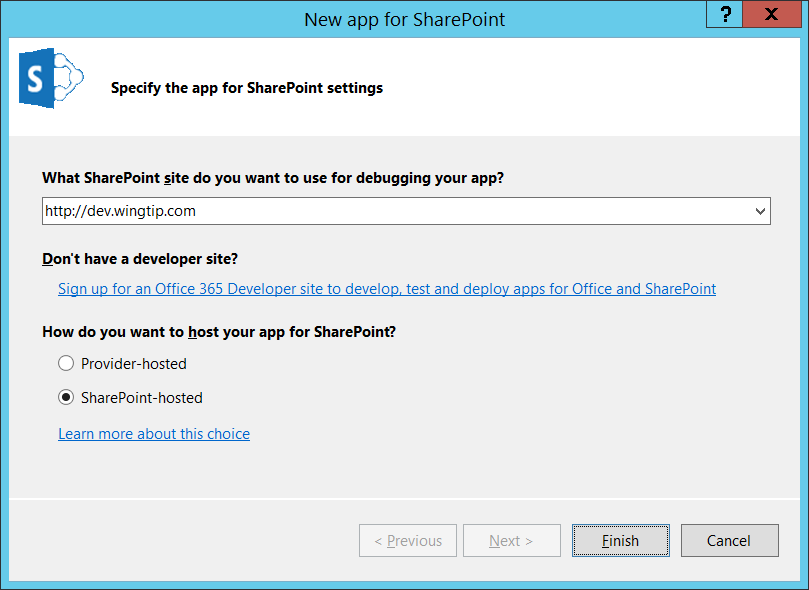 New app for SharePoint
?
X
S
Specify the app for SharePoint settings
What SharePoint site do you want to use for debugging your app?
http://dev.wingtip.com
Don't have a developer site?
Sign up for an Office 365 Developer site to develop, test and deploy apps for Office and SharePoint
How do you want to host your app for SharePoint?
Provider-hosted
SharePoint-hosted
Learn more about this choice
< Previous
Next >
Finish
Cancel